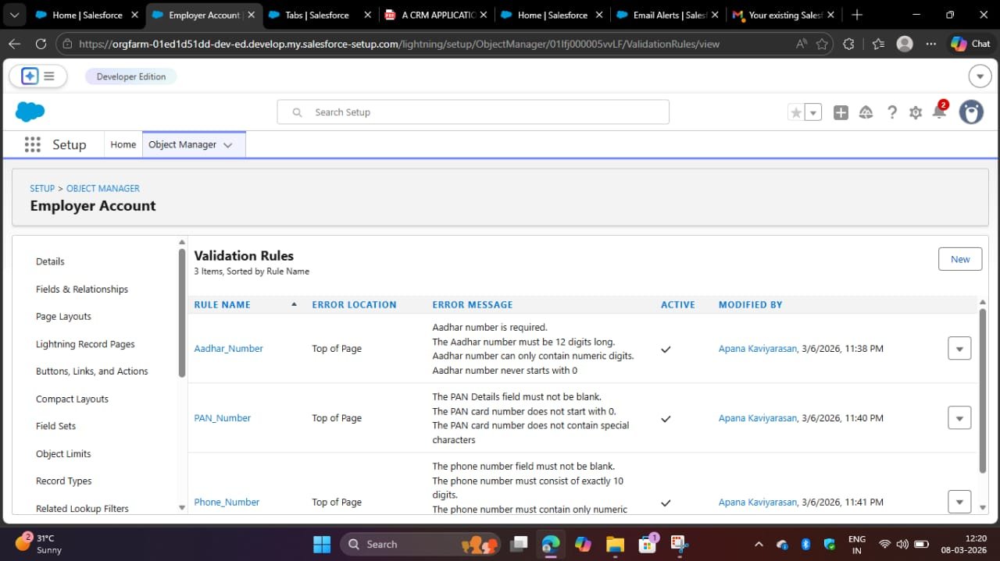 Home | Salesforce
Employer Account |
Tabs | Salesforce
A CRM APPLICATIO
Home | Salesforce
Email Alerts | Salesf
Your existing Salesf
https://orgfarm-01ed1d51dd-dev-ed.develop.my.salesforce-setup.com/lightning/setup/ObjectManager/01Ifj000005vvLF/ValidationRules/view
Chat
Developer Edition
Search Setup
2
Setup
Home
Object Manager
SETUP > OBJECT MANAGER
Employer Account
Details
Fields & Relationships
Page Layouts
Lightning Record Pages
Buttons, Links, and Actions
Compact Layouts
Field Sets
Object Limits
Record Types
Related Lookup Filters
Validation Rules
3 Items, Sorted by Rule Name
New
RULE NAME ERROR LOCATION ERROR MESSAGE ACTIVE MODIFIED BY
Aadhar_Number
Top of Page
Aadhar number is required.
The Aadhar number must be 12 digits long.
Aadhar number can only contain numeric digits.
Aadhar number never starts with 0
Apana Kaviyarasan, 3/6/2026, 11:38 PM
PAN_Number
Top of Page
The PAN Details field must not be blank.
The PAN card number does not start with 0.
The PAN card number does not contain special
characters
Apana Kaviyarasan, 3/6/2026, 11:40 PM
Phone_Number
Top of Page
The phone number field must not be blank.
The phone number must consist of exactly 10
digits.
The phone number must contain only numeric
Apana Kaviyarasan, 3/6/2026, 11:41 PM
2
31°C
Sunny
Search
1
ENG
IN
12:20
08-03-2026